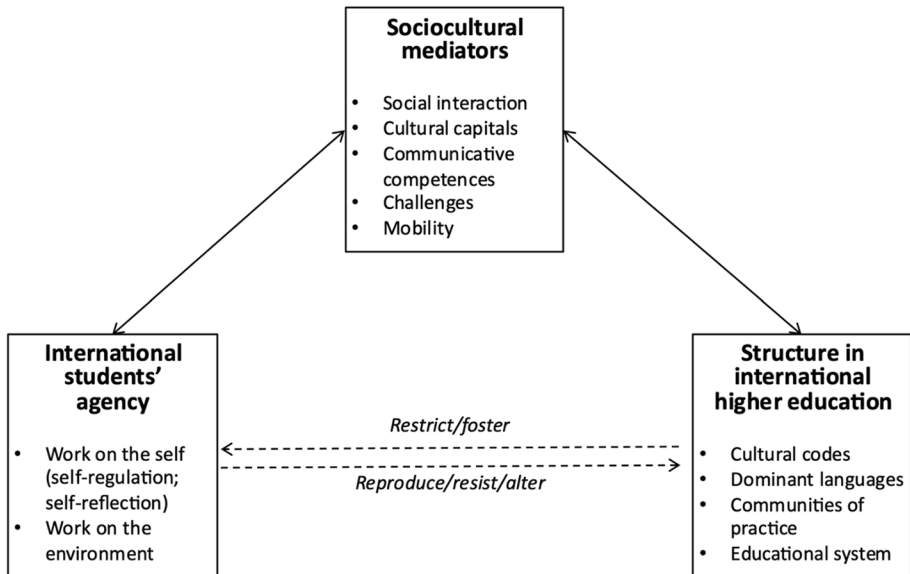 Sociocultural
mediators
• Social interaction
• Cultural capitals
• Communicative
competences
• Challenges
• Mobility
International
students’
agency
• Work on the self
(self-regulation;
self-reflection)
• Work on the
environment
Restrict/foster
Reproduce/resist/alter
Structure in
international
higher education
• Cultural codes
• Dominant languages
• Communities of
practice
• Educational system